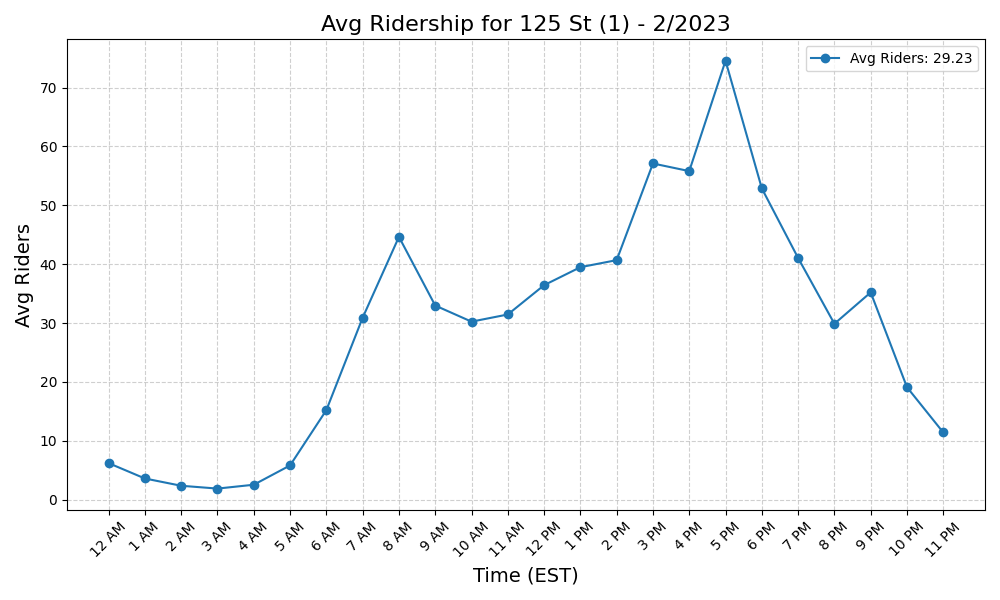 Avg Ridership for 125 St (1) - 2/2023
Avg Riders: 29.23
Avg Riders
70
60
50
40
30
20
10
0
12 AM
1 AM
2 AM
3 AM
4 AM
5 AM
6 AM
7 AM
8 AM
9 AM
10 AM
11 AM
12 PM
1 PM
2 PM
3 PM
4 PM
5 PM
6 PM
7 PM
8 PM
9 PM
10 PM
11 PM
Time (EST)